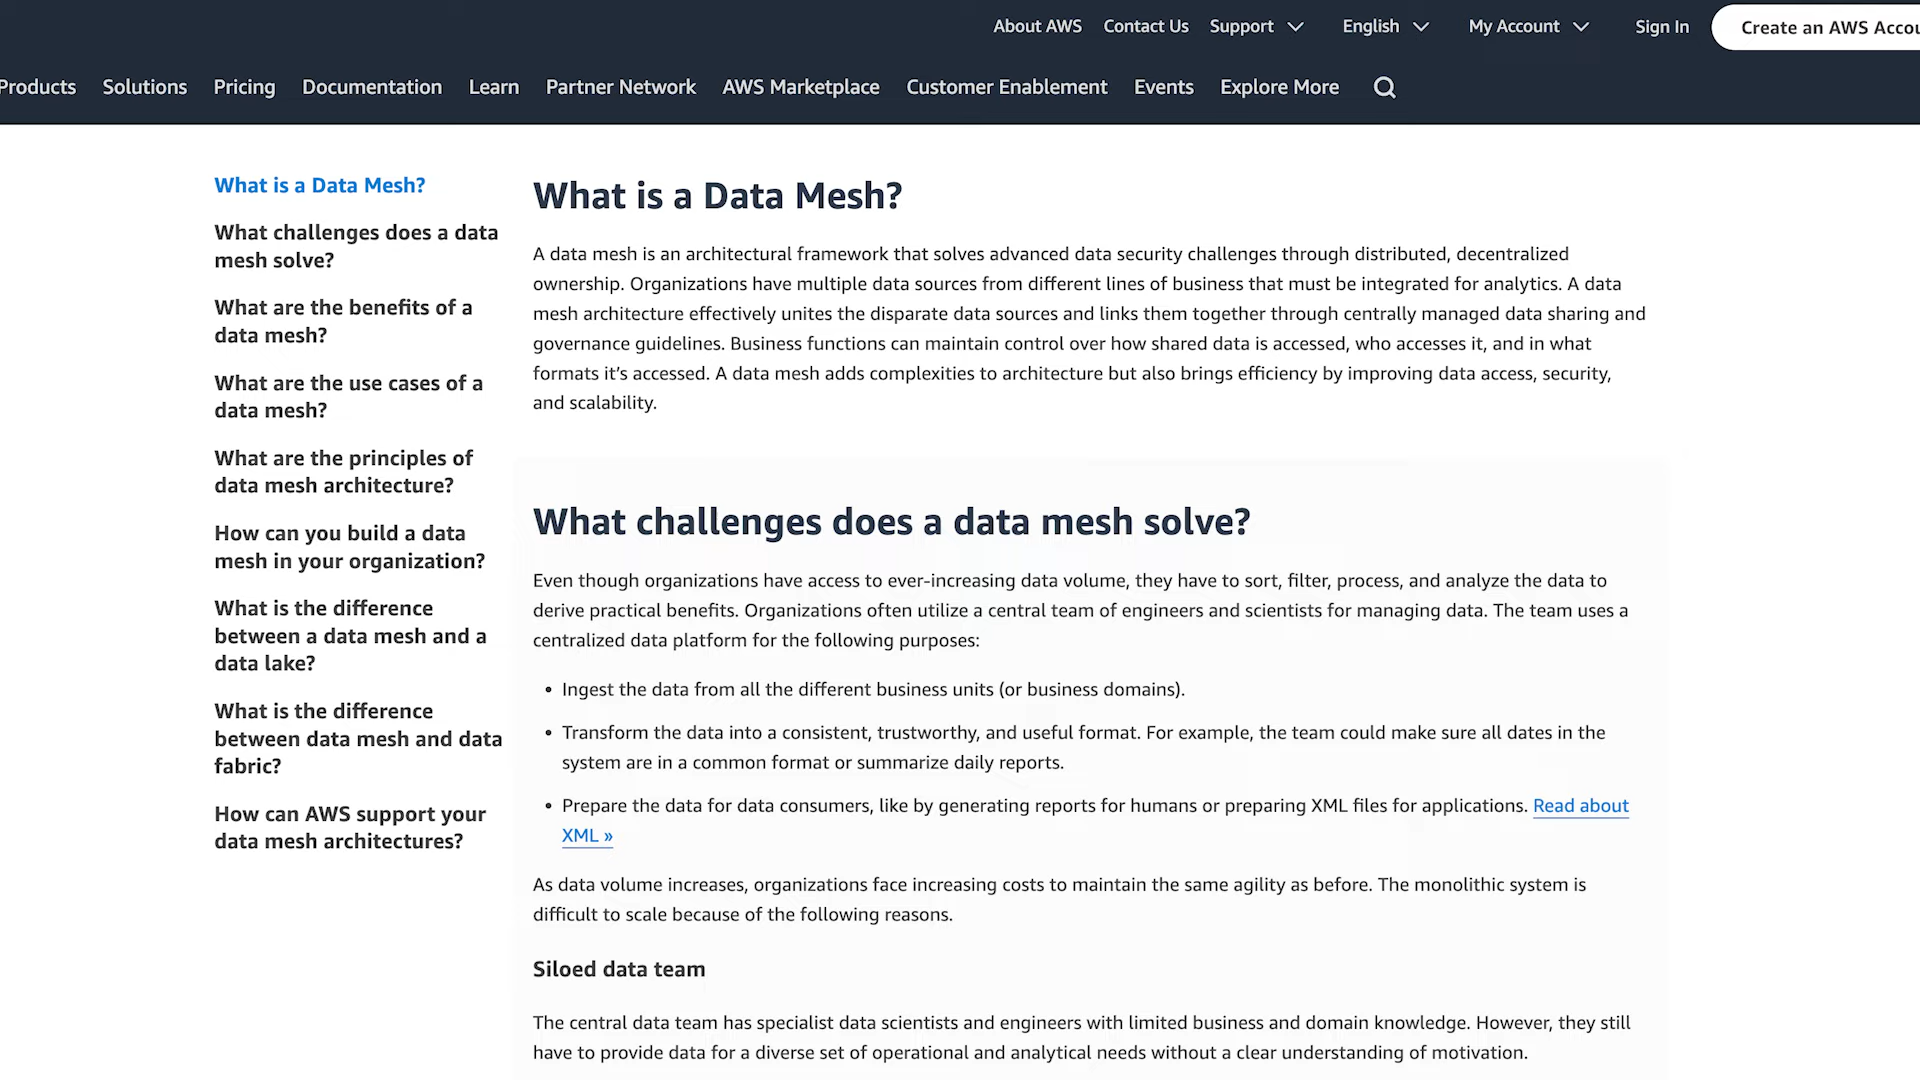 About AWS Contact Us Support English My Account Sign In Create an AWS
Products Solutions Pricing Documentation Learn Partner Network AWS Marketplace Customer Enablement Events Explore More
What is a Data Mesh?
What challenges does a data
mesh solve?
What are the benefits of a
data mesh?
What are the use cases of a
data mesh?
What are the principles of
data mesh architecture?
How can you build a data
mesh in your organization?
What is the difference
between a data mesh and a
data lake?
What is the difference
between data mesh and data
fabric?
How can AWS support your
data mesh architectures?
What is a Data Mesh?
A data mesh is an architectural framework that solves advanced data security challenges through distributed, decentralized
ownership. Organizations have multiple data sources from different lines of business that must be integrated for analytics. A data
mesh architecture effectively unites the disparate data sources and links them together through centrally managed data sharing and
governance guidelines. Business functions can maintain control over how shared data is accessed, who accesses it, and in what
formats it’s accessed. A data mesh adds complexities to architecture but also brings efficiency by improving data access, security,
and scalability.
What challenges does a data mesh solve?
Even though organizations have access to ever-increasing data volume, they have to sort, filter, process, and analyze the data to
derive practical benefits. Organizations often utilize a central team of engineers and scientists for managing data. The team uses a
centralized data platform for the following purposes:
• Ingest the data from all the different business units (or business domains).
• Transform the data into a consistent, trustworthy, and useful format. For example, the team could make sure all dates in the
system are in a common format or summarize daily reports.
• Prepare the data for data consumers, like by generating reports for humans or preparing XML files for applications. Read about
XML »
As data volume increases, organizations face increasing costs to maintain the same agility as before. The monolithic system is
difficult to scale because of the following reasons.
Siloed data team
The central data team has specialist data scientists and engineers with limited business and domain knowledge. However, they still
have to provide data for a diverse set of operational and analytical needs without a clear understanding of motivation.